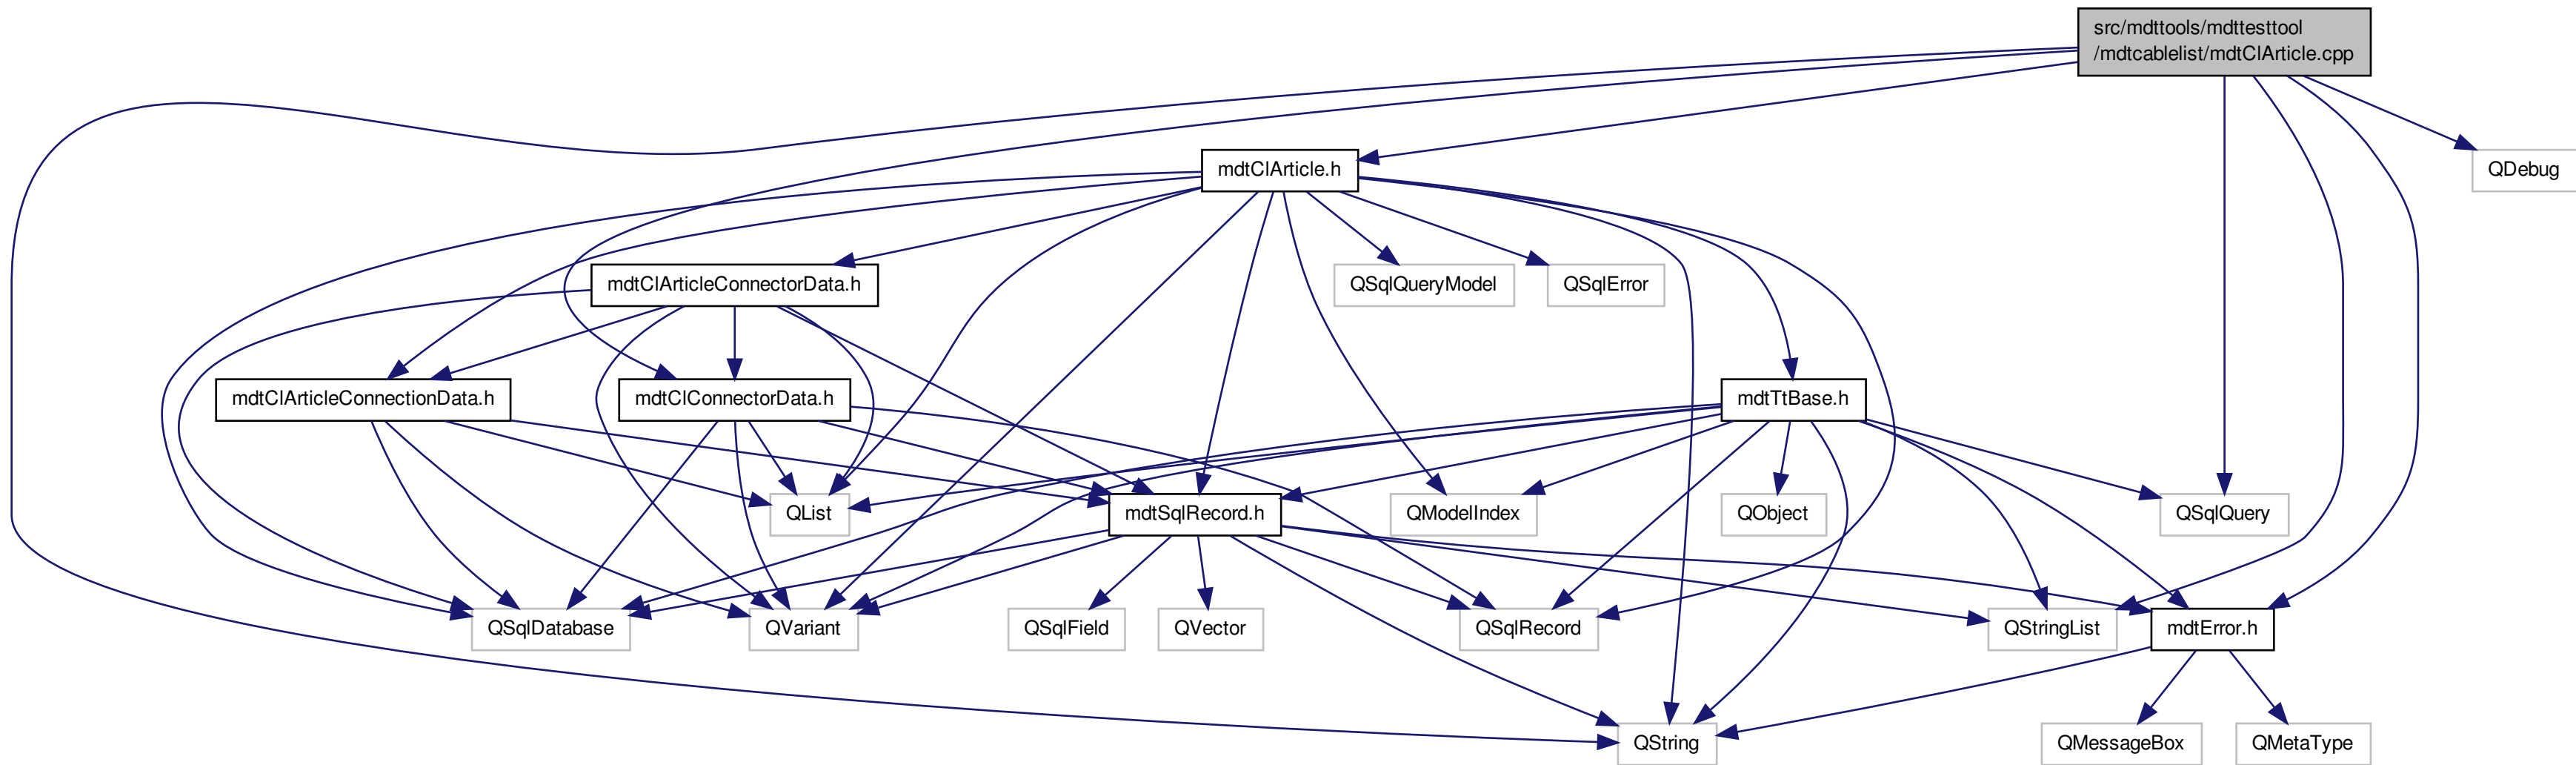 src/mdttools/mdttesttool
/mdtcablelist/mdtClArticle.cpp
mdtClArticle.h
QDebug
mdtClArticleConnectorData.h
QSqlQueryModel
QSqlError
mdtClArticleConnectionData.h
mdtClConnectorData.h
mdtTtBase.h
QList
mdtSqlRecord.h
QModelIndex
QObject
QSqlQuery
QSqlDatabase
QVariant
QSqlField
QVector
QSqlRecord
QStringList
mdtError.h
QString
QMessageBox
QMetaType